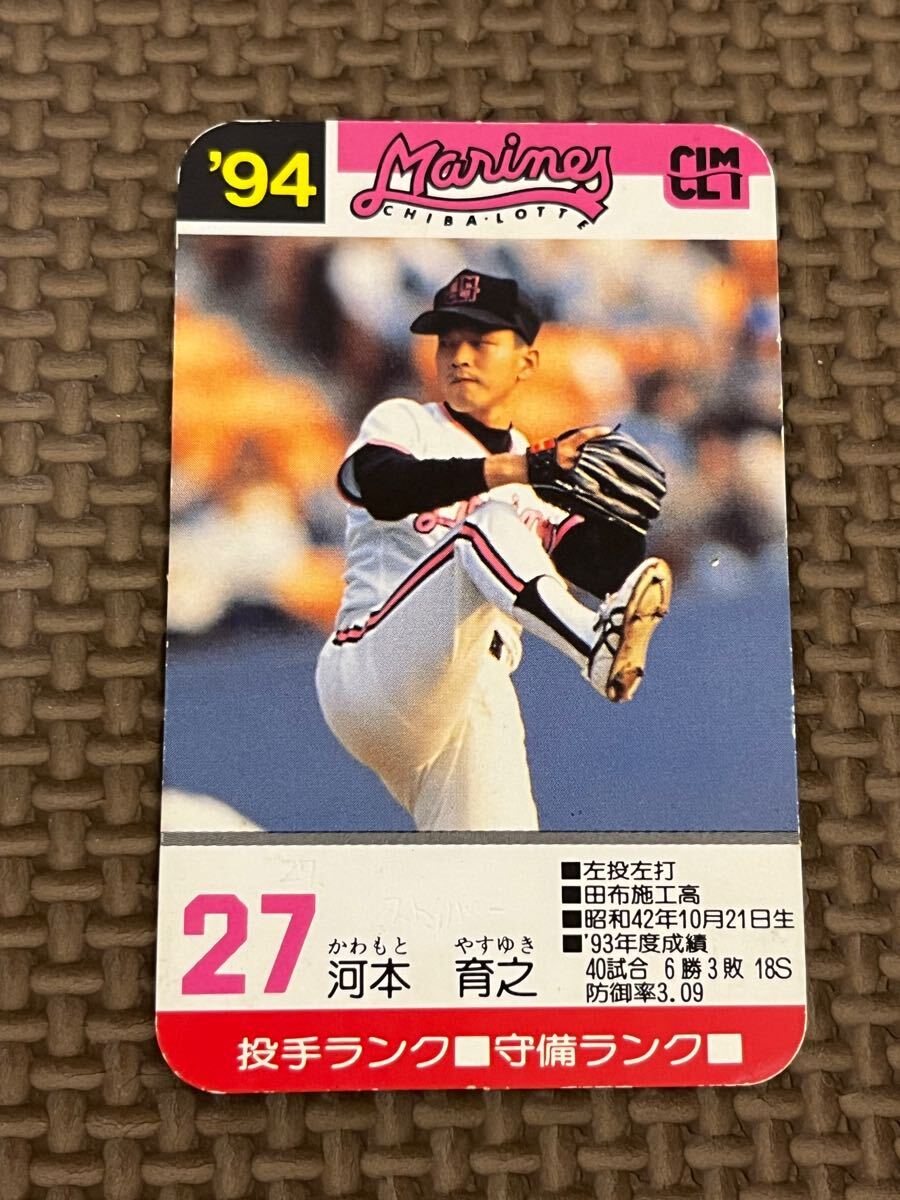 '94
Marines
CHIBA·LOTTE
CLM
27
かわもと やすゆき
河本 育之
■左投左打
■田布施工高
■昭和42年10月21日生
■'93年度成績
40試合 6勝3敗 18S
防御率3.09
投手ランク□守備ランク□